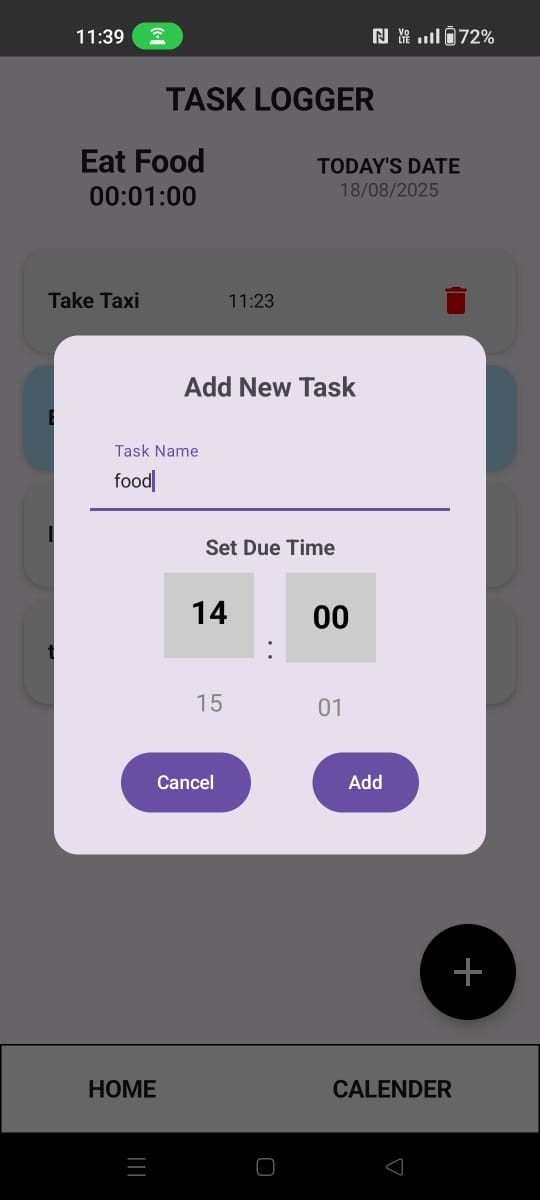 11:39 Vo LTE 72%
TASK LOGGER
Eat Food
00:01:00
TODAY'S DATE
18/08/2025
Take Taxi 11:23
Add New Task
Task Name
food
Set Due Time
14 : 00
15 01
Cancel Add
HOME CALENDER